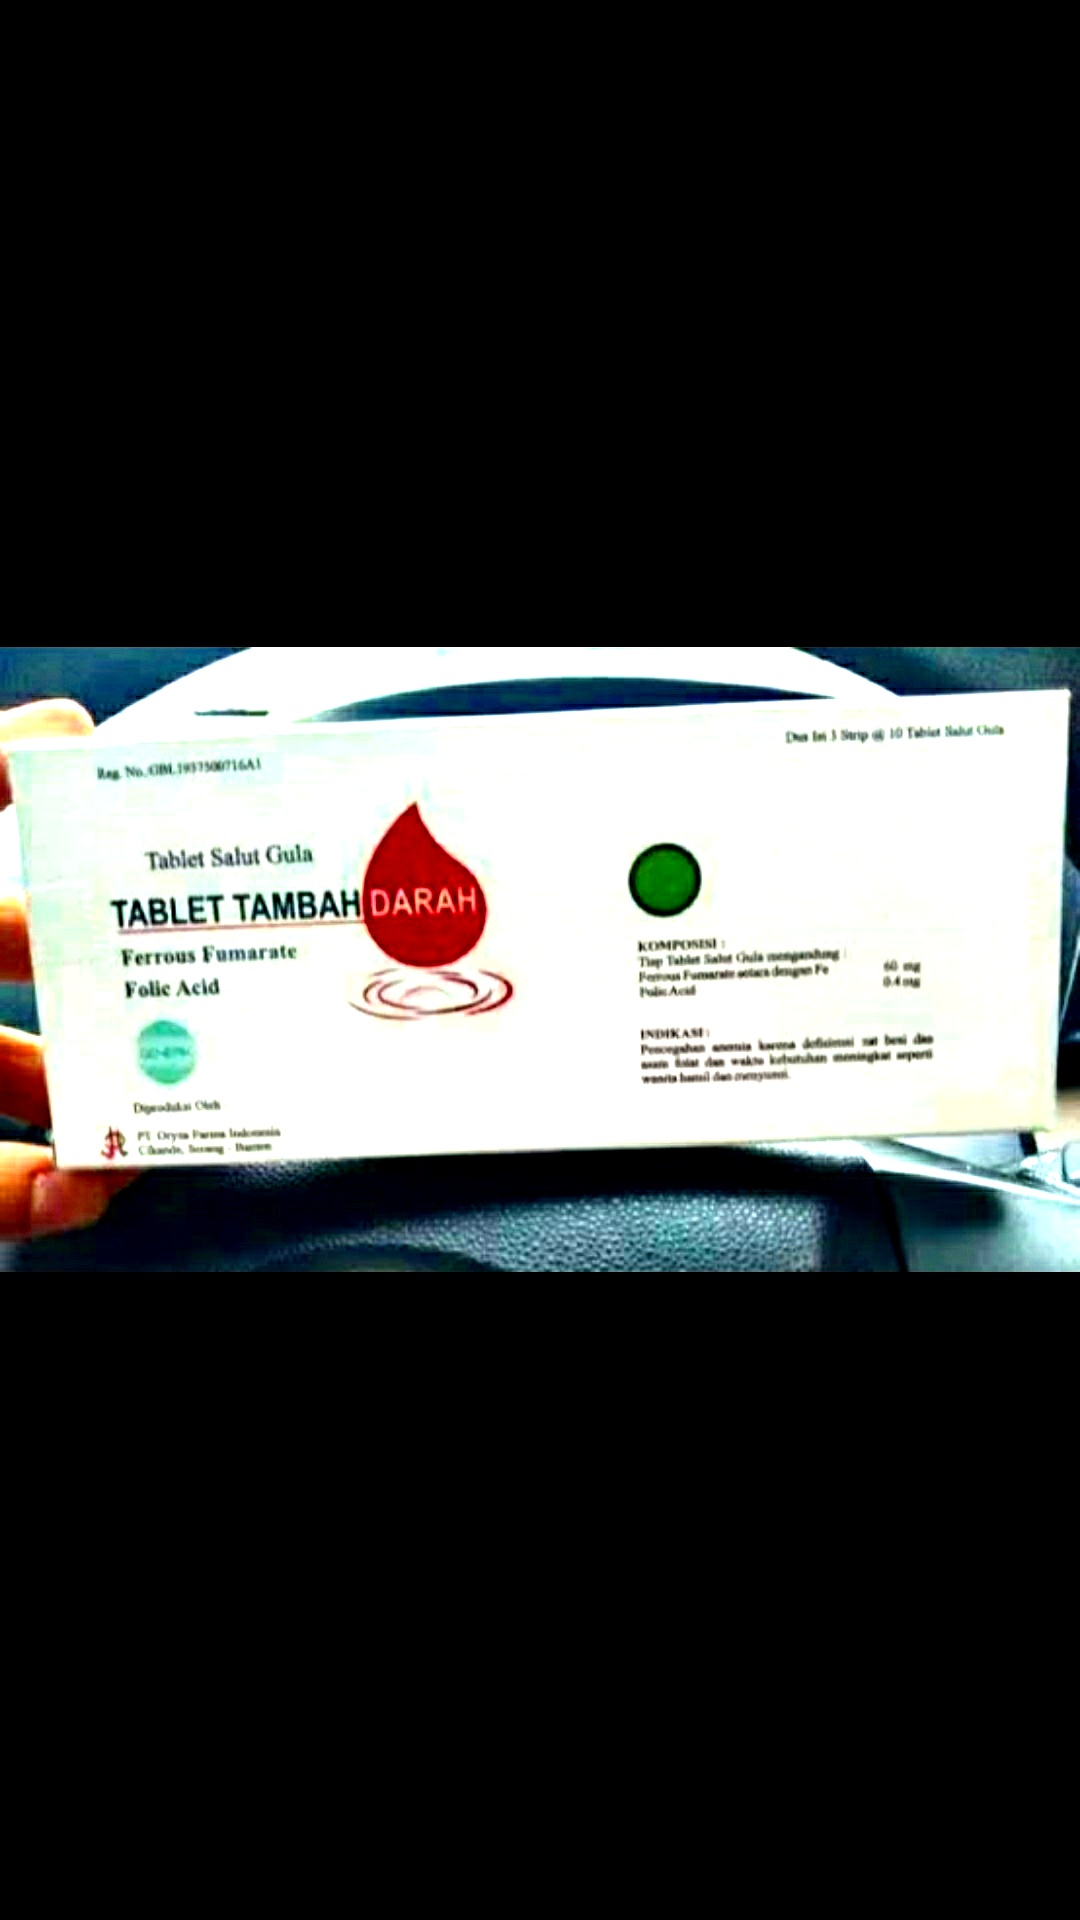 Reg. No.:GBL1937500716A1
Dus Isi 3 Strip @ 10 Tablet Salut Gula
Tablet Salut Gula
TABLET TAMBAH DARAH
Ferrous Fumarate
Folic Acid
GENERIK
Diproduksi Oleh
PT. Oryza Farma Indonesia
Cikande, Serang - Banten
KOMPOSISI :
Tiap Tablet Salut Gula mengandung :
Ferrous Fumarate setara dengan Fe 60 mg
Folic Acid 0.4 mg
INDIKASI :
Pencegahan anemia karena defisiensi zat besi dan
asam folat dan waktu kebutuhan meningkat seperti
wanita hamil dan menyusui.